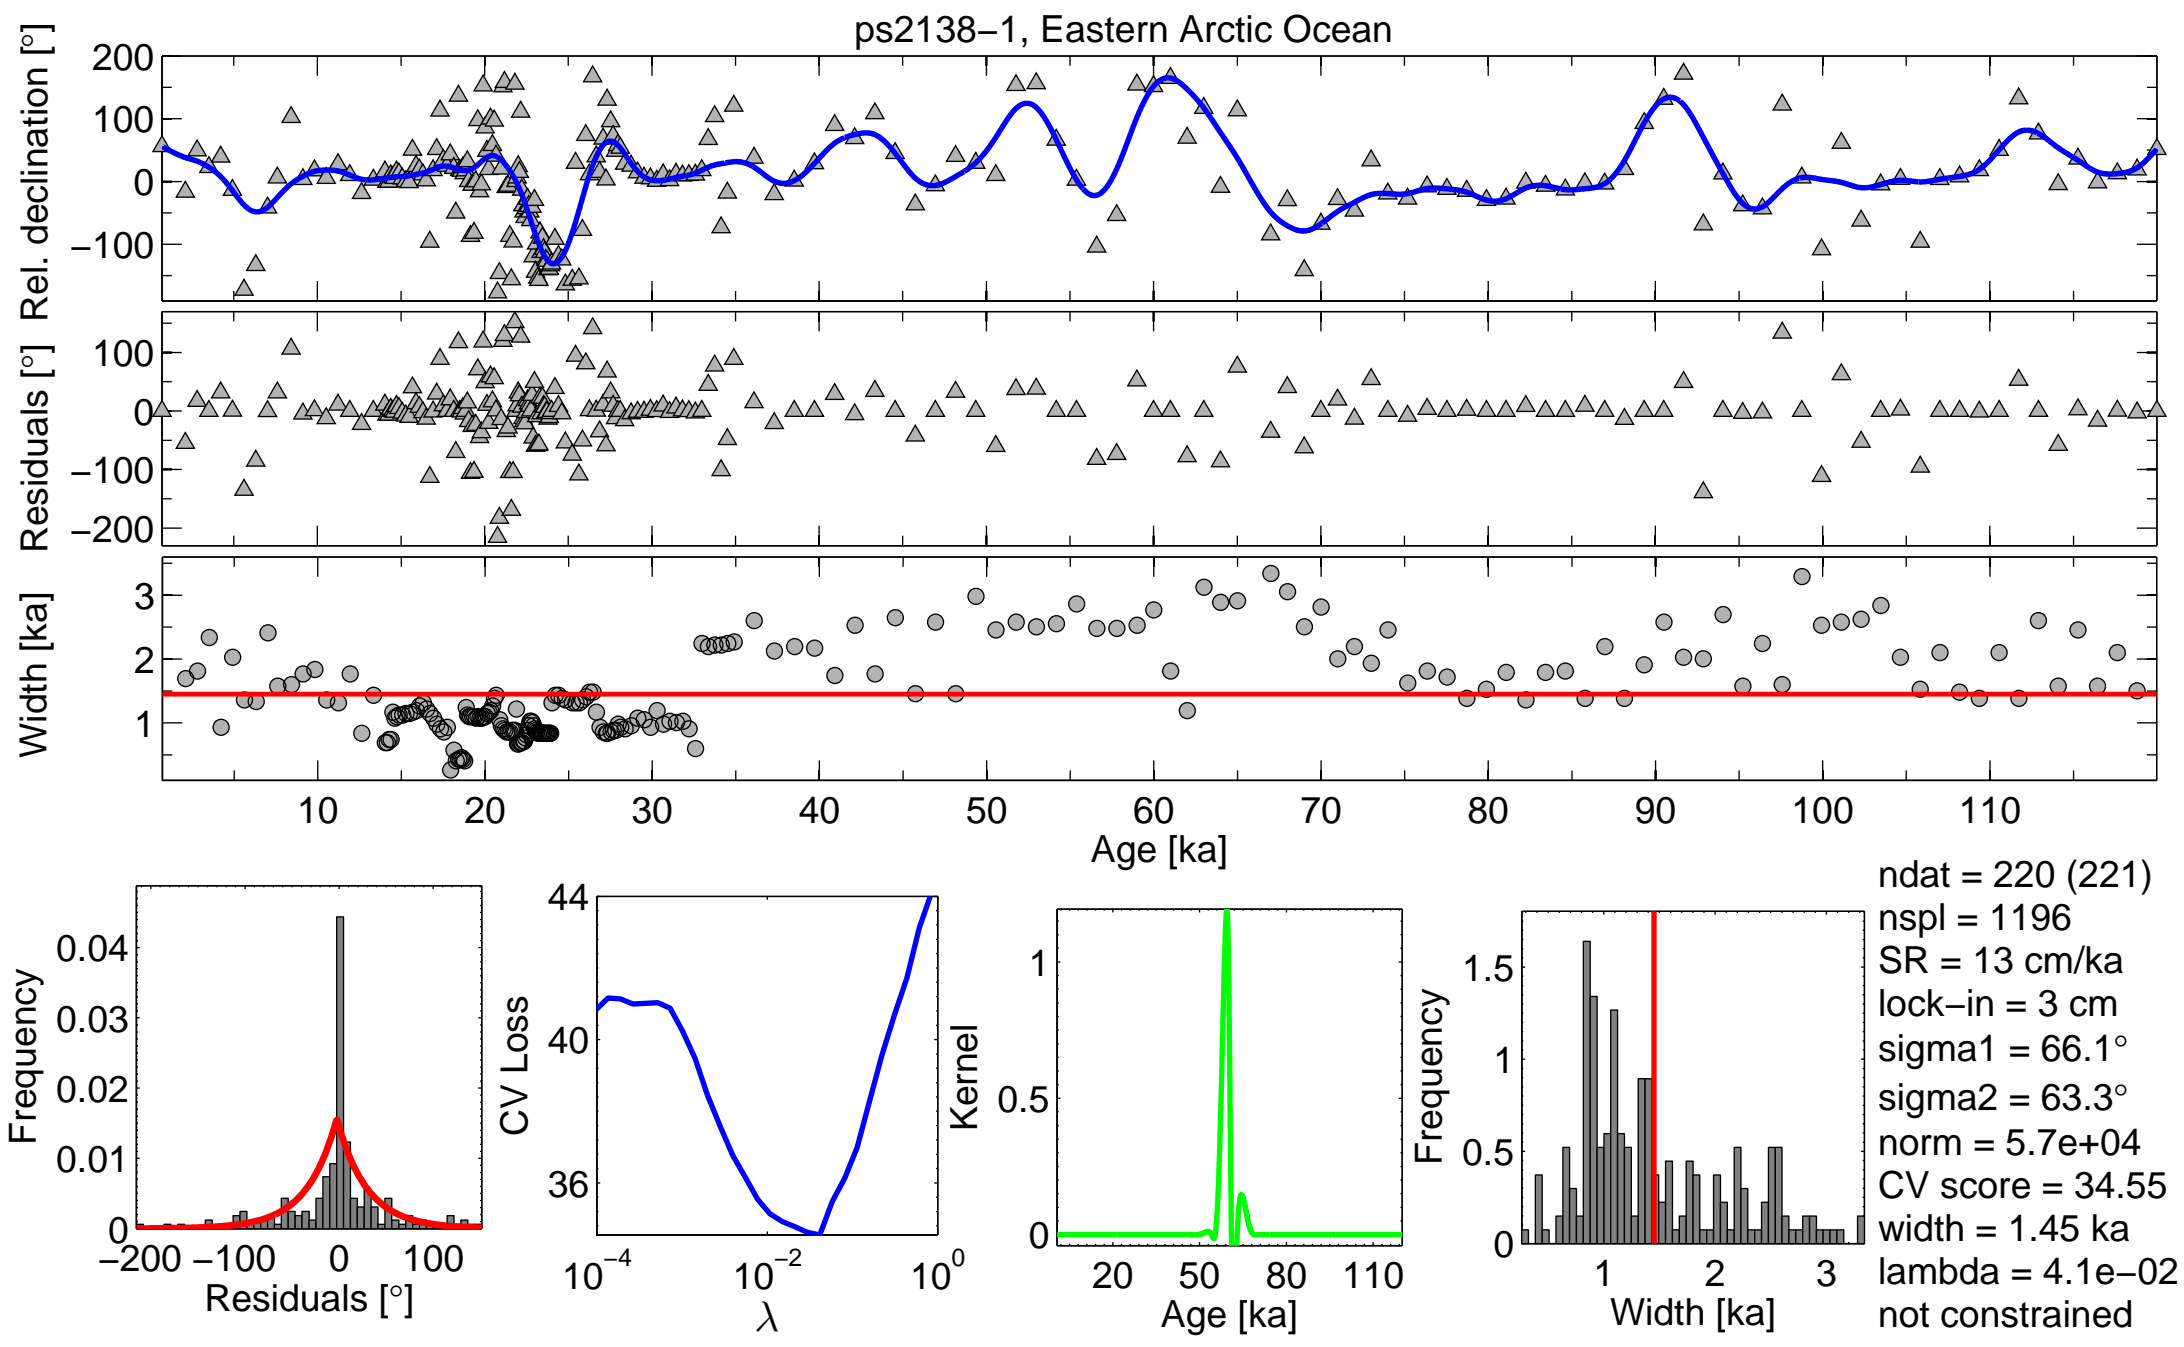 ps2138−1, Eastern Arctic Ocean
Rel. declination [°]
200
100
0
−100
Residuals [°]
100
0
−100
−200
Width [ka]
3
2
1
10 20 30 40 50 60 70 80 90 100 110
Age [ka]
Frequency
0.04
0.03
0.02
0.01
0
−200 −100 0 100
Residuals [°]
CV Loss
44
40
36
10−4 10−2 100
λ
Kernel
1
0.5
0
20 50 80 110
Age [ka]
Frequency
1.5
1
0.5
0
1 2 3
Width [ka]
ndat = 220 (221)
nspl = 1196
SR = 13 cm/ka
lock−in = 3 cm
sigma1 = 66.1°
sigma2 = 63.3°
norm = 5.7e+04
CV score = 34.55
width = 1.45 ka
lambda = 4.1e−02
not constrained